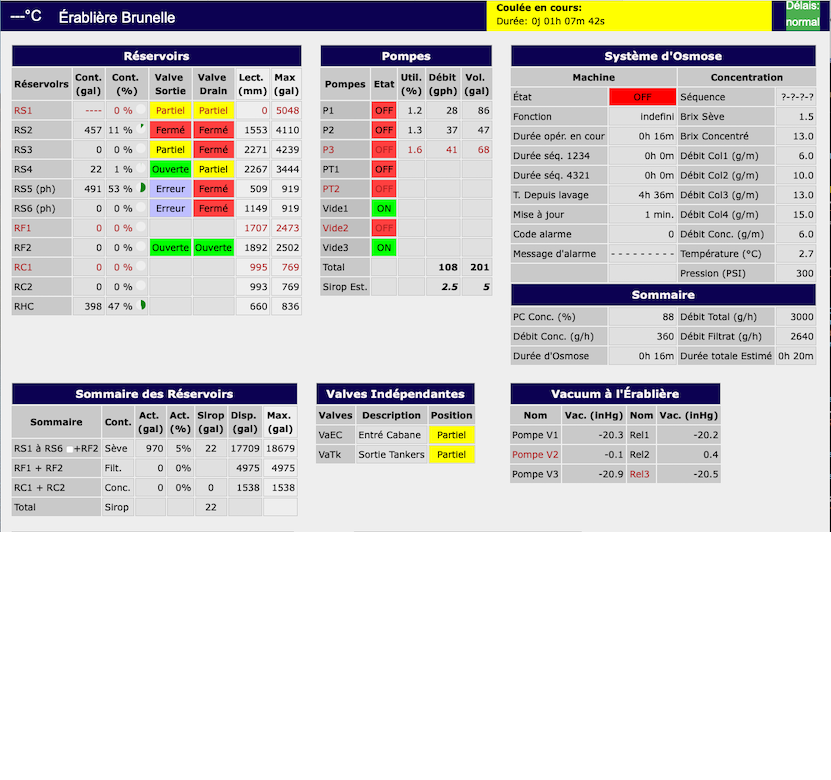 ---°C Érablière Brunelle
Coulée en cours:
Durée: 0j 01h 07m 42s
Délais:
normal
Réservoirs
Réservoirs Cont. (gal) Cont. (%) Valve Sortie Valve Drain Lect. (mm) Max (gal)
RS1 ---- 0 % Partiel Partiel 0 5048
RS2 457 11 % Fermé Fermé 1553 4110
RS3 0 0 % Partiel Fermé 2271 4239
RS4 22 1 % Ouverte Partiel 2267 3444
RS5 (ph) 491 53 % Erreur Fermé 509 919
RS6 (ph) 0 0 % Erreur Fermé 1149 919
RF1 0 0 % 1707 2473
RF2 0 0 % Ouverte Ouverte 1892 2502
RC1 0 0 % 995 769
RC2 0 0 % 993 769
RHC 398 47 % 660 836
Pompes
Pompes Etat Util. (%) Débit (gph) Vol. (gal)
P1 OFF 1.2 28 86
P2 OFF 1.3 37 47
P3 OFF 1.6 41 68
PT1 OFF
PT2 OFF
Vide1 ON
Vide2 OFF
Vide3 ON
Total 108 201
Sirop Est. 2.5 5
Système d'Osmose
Machine Concentration
État OFF Séquence ?-?-?-?
Fonction indefini Brix Sève 1.5
Durée opér. en cour 0h 16m Brix Concentré 13.0
Durée séq. 1234 0h 0m Débit Col1 (g/m) 6.0
Durée séq. 4321 0h 0m Débit Col2 (g/m) 10.0
T. Depuis lavage 4h 36m Débit Col3 (g/m) 13.0
Mise à jour 1 min. Débit Col4 (g/m) 15.0
Code alarme 0 Débit Conc. (g/m) 6.0
Message d'alarme - - - - - - - - - Température (°C) 2.7
Pression (PSI) 300
Sommaire
PC Conc. (%) 88 Débit Total (g/h) 3000
Débit Conc. (g/h) 360 Débit Filtrat (g/h) 2640
Durée d'Osmose 0h 16m Durée totale Estimé 0h 20m
Sommaire des Réservoirs
Sommaire Cont. Act. (gal) Act. (%) Sirop (gal) Disp. (gal) Max. (gal)
RS1 à RS6 +RF2 Sève 970 5% 22 17709 18679
RF1 + RF2 Filt. 0 0% 4975 4975
RC1 + RC2 Conc. 0 0% 0 1538 1538
Total Sirop 22
Valves Indépendantes
Valves Description Position
VaEC Entré Cabane Partiel
VaTk Sortie Tankers Partiel
Vacuum à l'Érablière
Nom Vac. (inHg) Nom Vac. (inHg)
Pompe V1 -20.3 Rel1 -20.2
Pompe V2 -0.1 Rel2 0.4
Pompe V3 -20.9 Rel3 -20.5